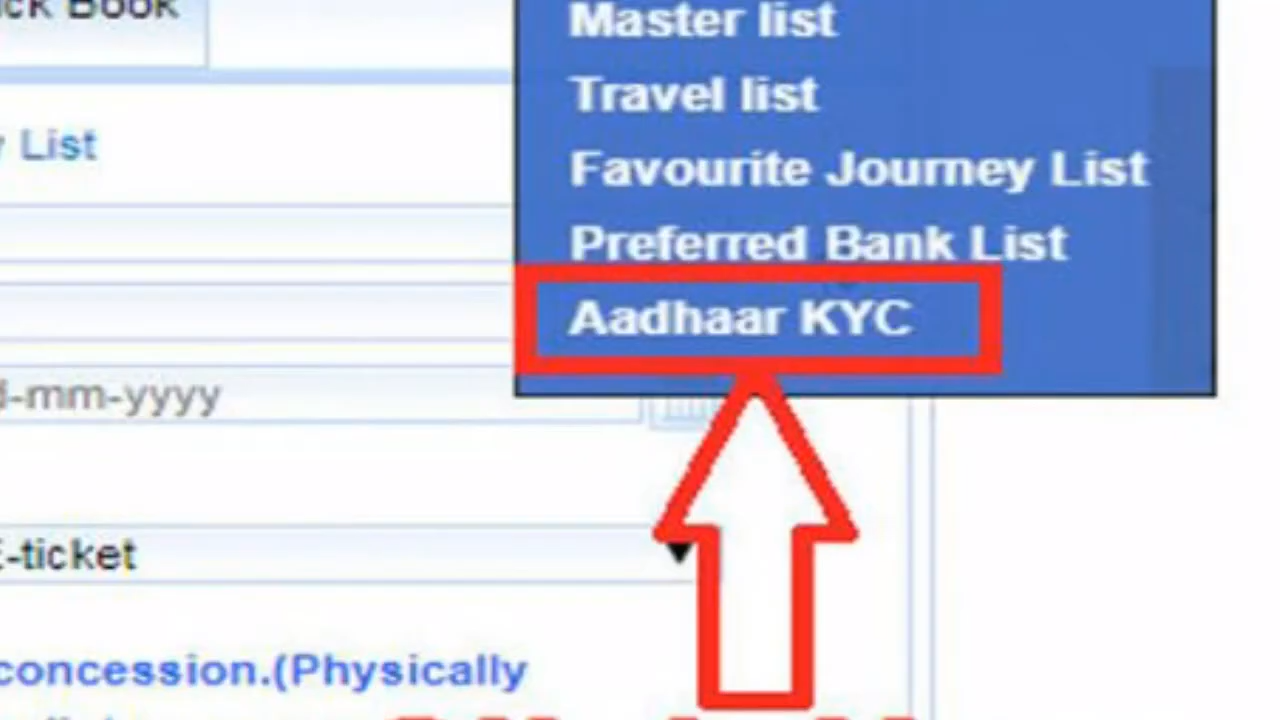 ck Book
Master list
Travel list
List
Favourite Journey List
Preferred Bank List
Aadhaar KYC
d-mm-yyyy
E-ticket
concession.(Physically